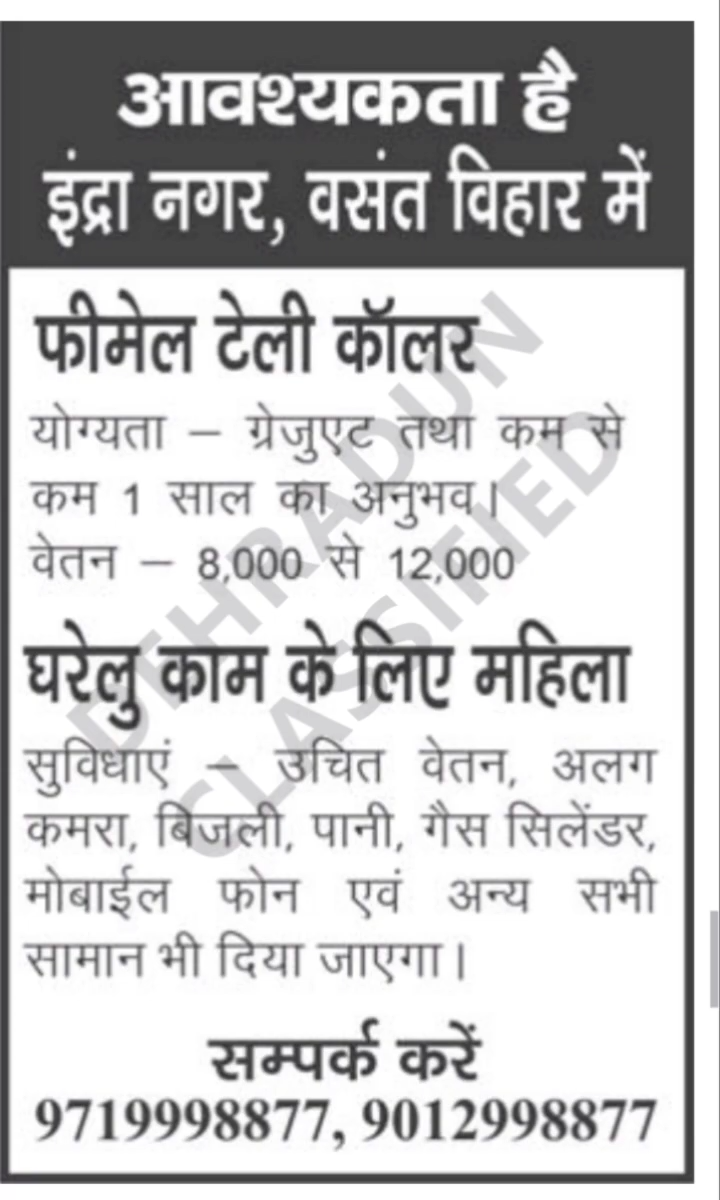 आवश्यकता है
इंद्रा नगर, वसंत विहार में
फीमेल टेली कॉलर
योग्यता – ग्रेजुएट तथा कम से
कम 1 साल का अनुभव।
वेतन – 8,000 से 12,000
घरेलु काम के लिए महिला
सुविधाएं – उचित वेतन, अलग
कमरा, बिजली, पानी, गैस सिलेंडर,
मोबाईल फोन एवं अन्य सभी
सामान भी दिया जाएगा।
सम्पर्क करें
9719998877, 9012998877
DEHRADUN
CLASSIFIED